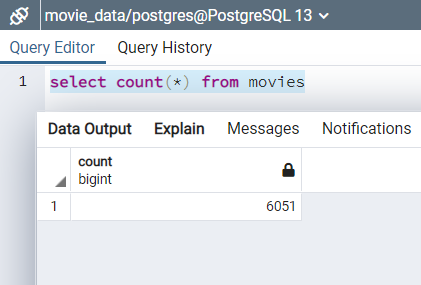 movie_data/postgres@PostgreSQL 13
Query Editor Query History
1 select count(*) from movies
Data Output Explain Messages Notifications
count
bigint
1 6051